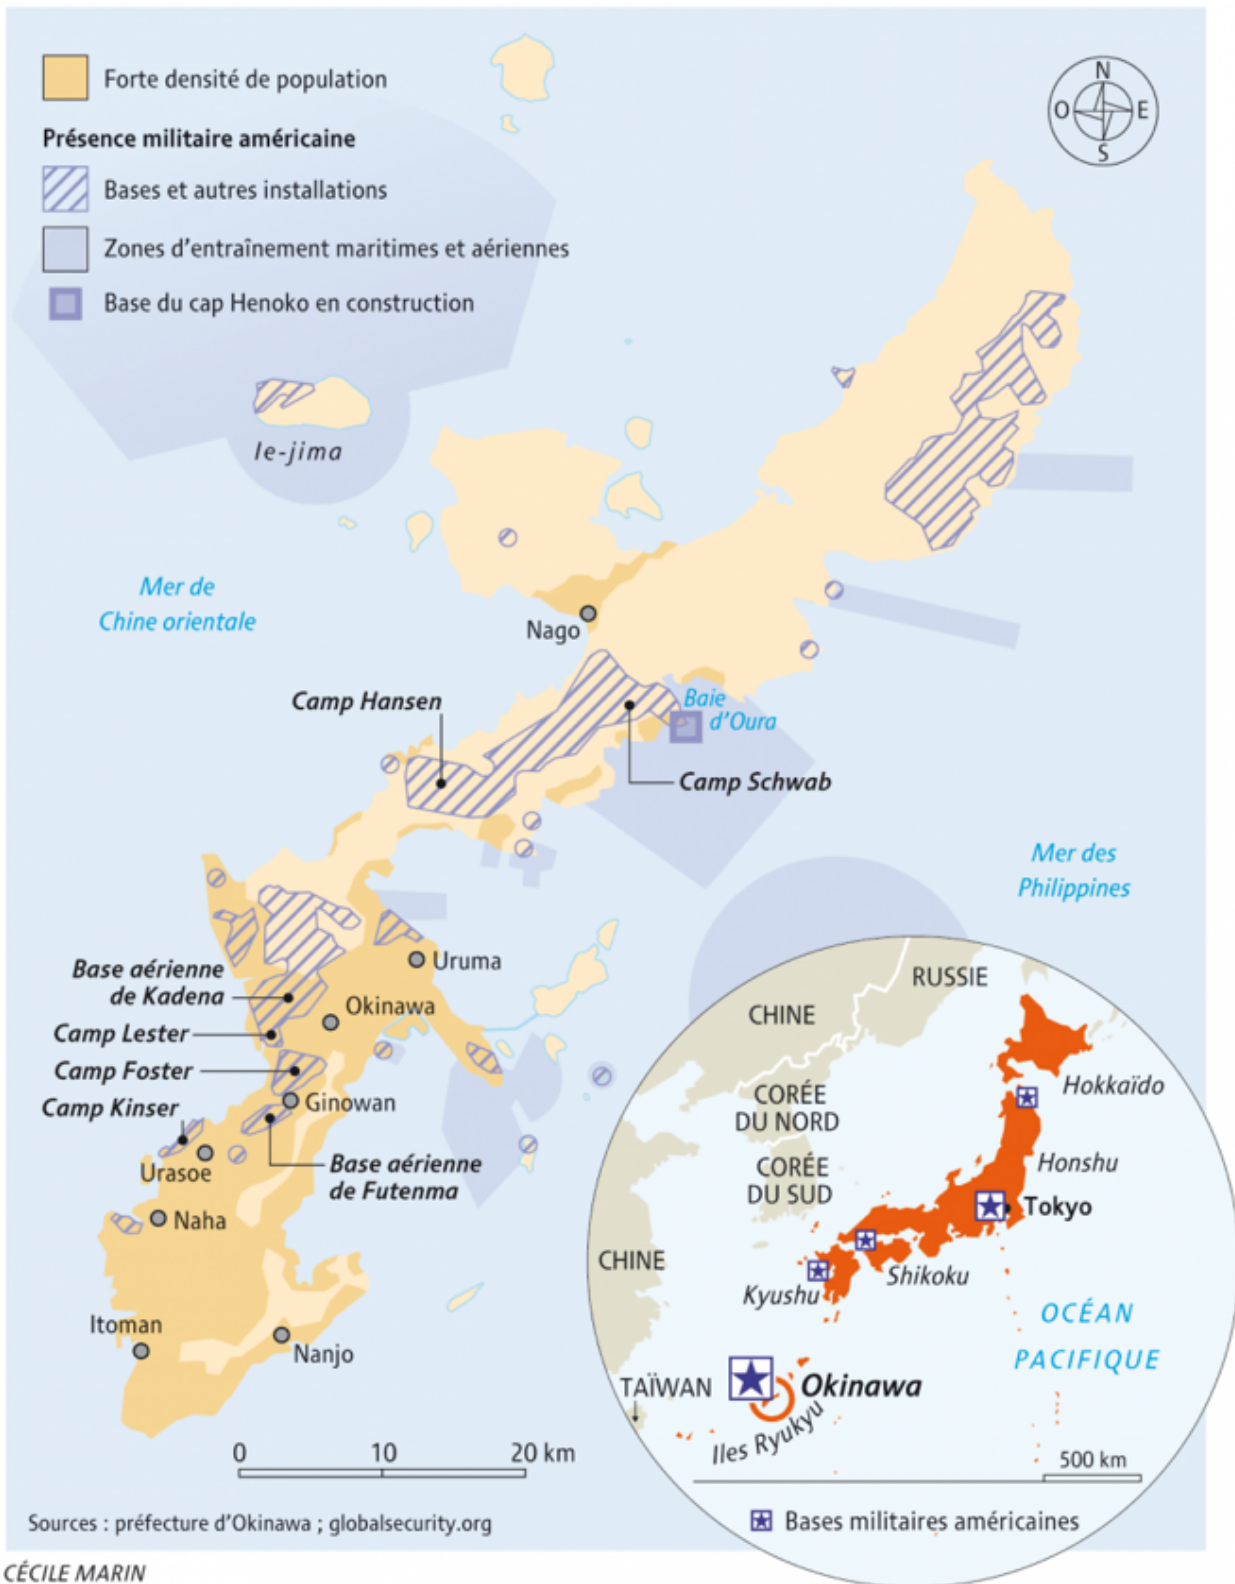 Forte densité de population
Présence militaire américaine
Bases et autres installations
Zones d'entraînement maritimes et aériennes
Base du cap Henoko en construction
N
O
E
S
Ie-jima
Mer de
Chine orientale
Nago
Camp Hansen
Baie
d'Oura
Camp Schwab
Mer des
Philippines
Uruma
Base aérienne
de Kadena
Okinawa
Camp Lester
Camp Foster
Camp Kinser
Ginowan
Urasoe
Base aérienne
de Futenma
Naha
Itoman
Nanjo
0
10
20 km
Sources : préfecture d'Okinawa ; globalsecurity.org
CÉCILE MARIN
RUSSIE
CHINE
Hokkaïdo
CORÉE
DU NORD
Honshu
CORÉE
DU SUD
Tokyo
CHINE
Shikoku
Kyushu
OCÉAN
PACIFIQUE
TAÏWAN
Okinawa
Iles Ryukyu
500 km
Bases militaires américaines